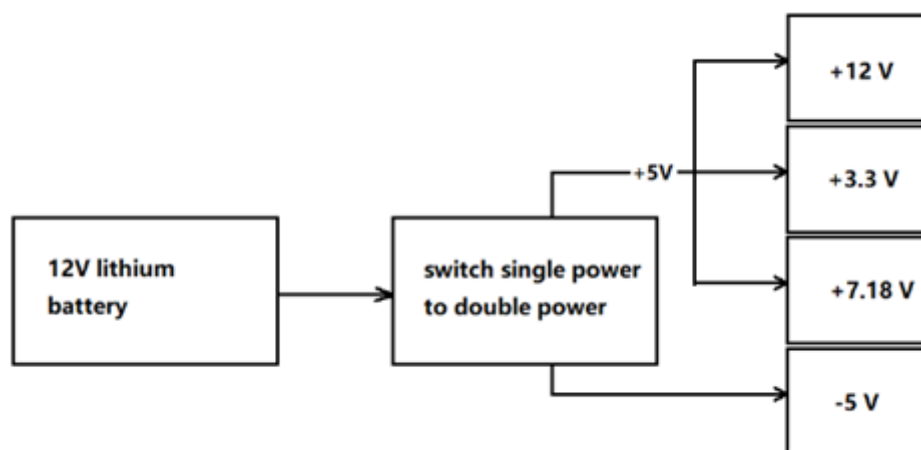 12V lithium
battery
switch single power
to double power
+5V
+12 V
+3.3 V
+7.18 V
-5 V